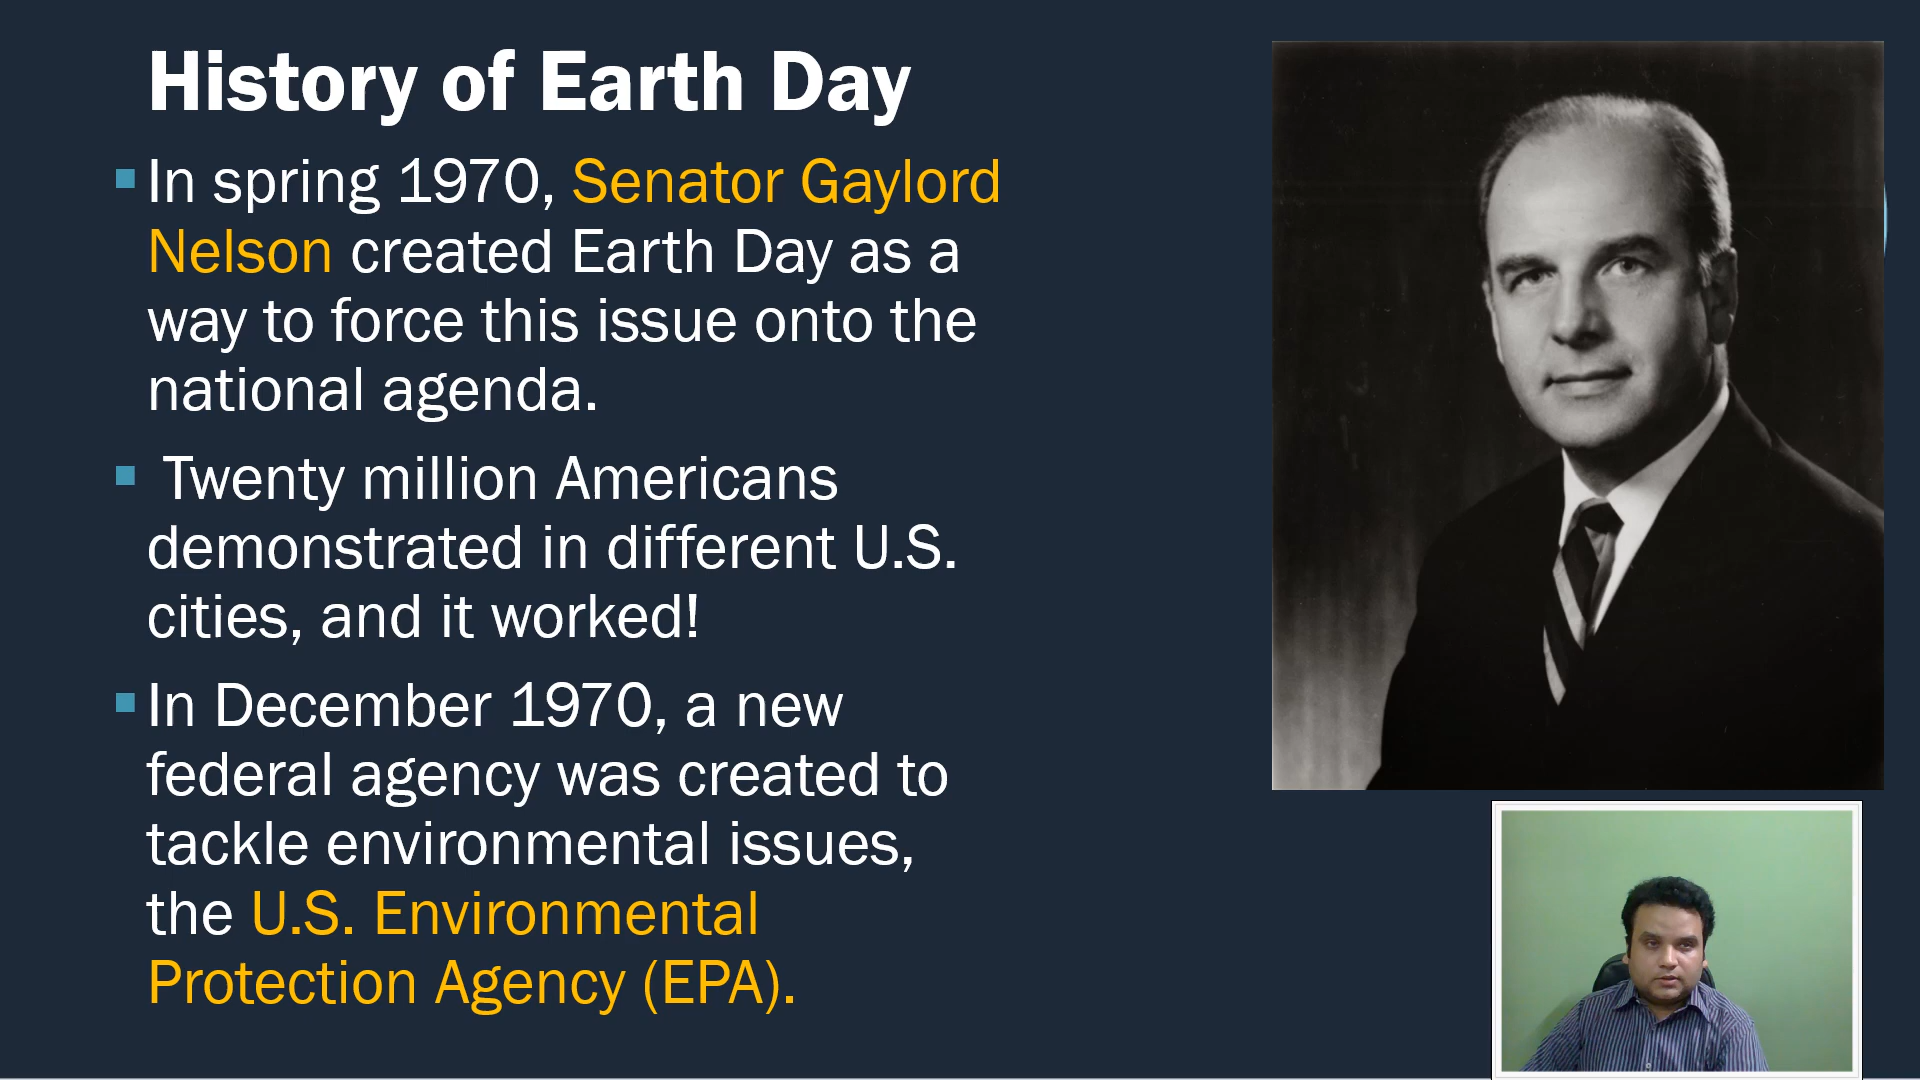 History of Earth Day
In spring 1970, Senator Gaylord
Nelson created Earth Day as a
way to force this issue onto the
national agenda.
Twenty million Americans
demonstrated in different U.S.
cities, and it worked!
In December 1970, a new
federal agency was created to
tackle environmental issues,
the U.S. Environmental
Protection Agency (EPA).